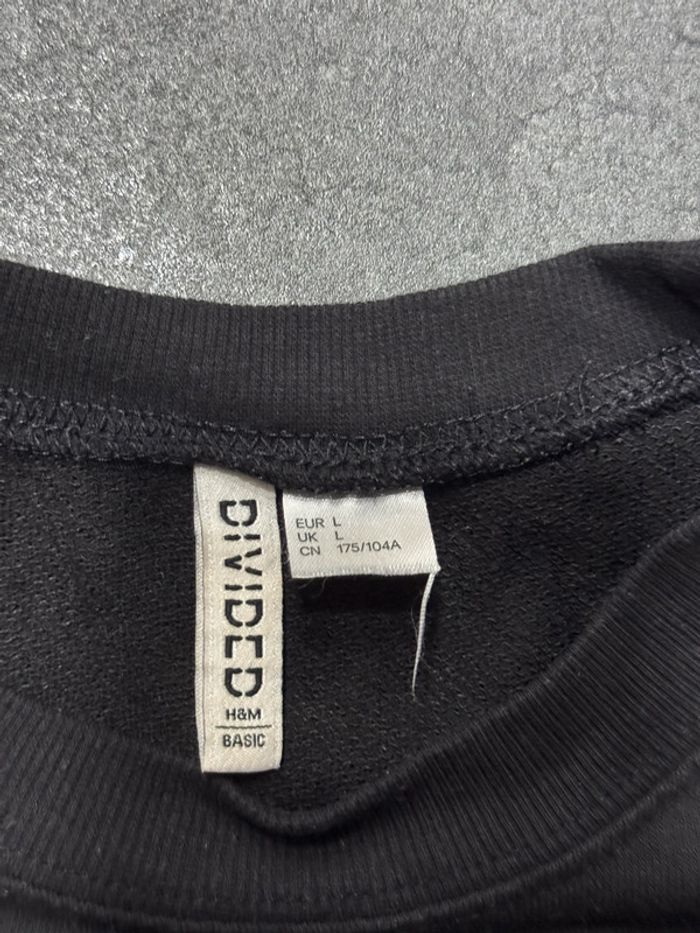 DIVIDED
H&M
BASIC
EUR L
UK L
CN 175/104A